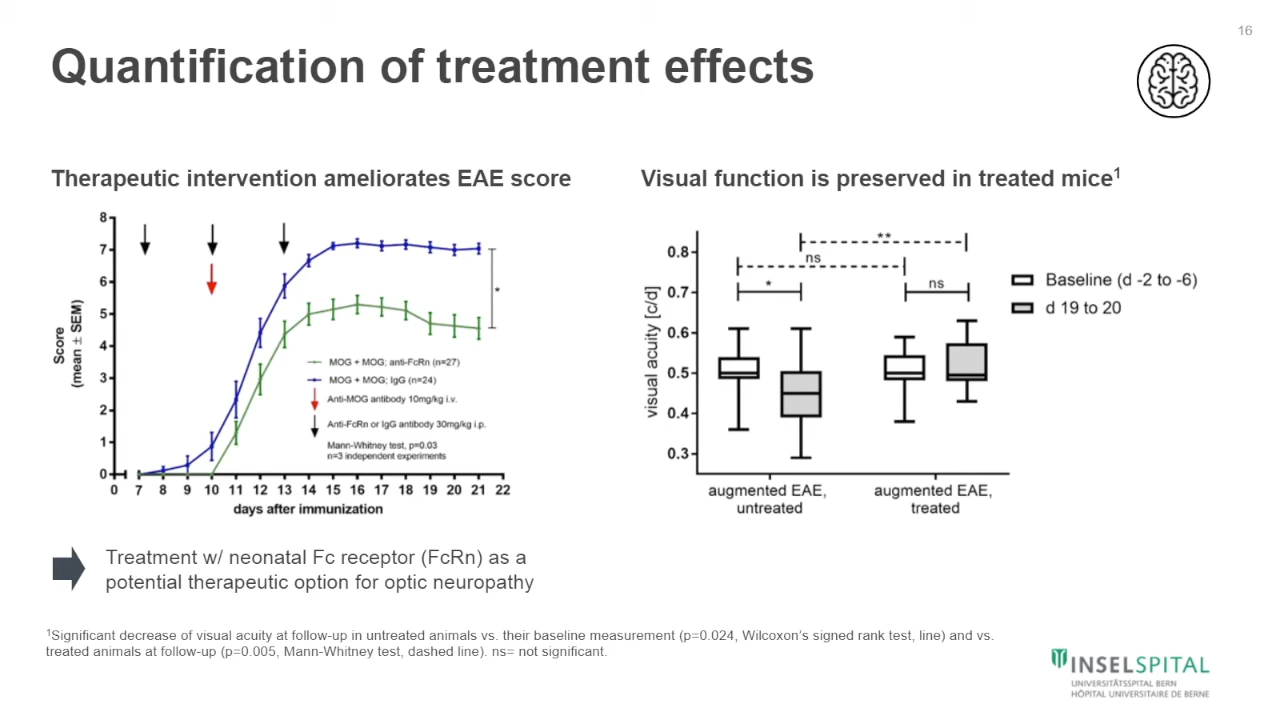 16
Quantification of treatment effects
Therapeutic intervention ameliorates EAE score
Score
(mean ± SEM)
8
7
6
5
4
3
2
1
0
0 7 8 9 10 11 12 13 14 15 16 17 18 19 20 21 22
days after immunization
*
MOG + MOG; anti-FcRn (n=27)
MOG + MOG; IgG (n=24)
Anti-MOG antibody 10mg/kg i.v.
Anti-FcRn or IgG antibody 30mg/kg i.p.
Mann-Whitney test, p=0.03
n=3 independent experiments
Visual function is preserved in treated mice1
visual acuity [c/d]
0.8
0.7
0.6
0.5
0.4
0.3
**
ns
*
ns
augmented EAE,
untreated
augmented EAE,
treated
Baseline (d -2 to -6)
d 19 to 20
Treatment w/ neonatal Fc receptor (FcRn) as a
potential therapeutic option for optic neuropathy
1Significant decrease of visual acuity at follow-up in untreated animals vs. their baseline measurement (p=0.024, Wilcoxon's signed rank test, line) and vs.
treated animals at follow-up (p=0.005, Mann-Whitney test, dashed line). ns= not significant.
INSELSPITAL
UNIVERSITÄTSSPITAL BERN
HÔPITAL UNIVERSITAIRE DE BERNE